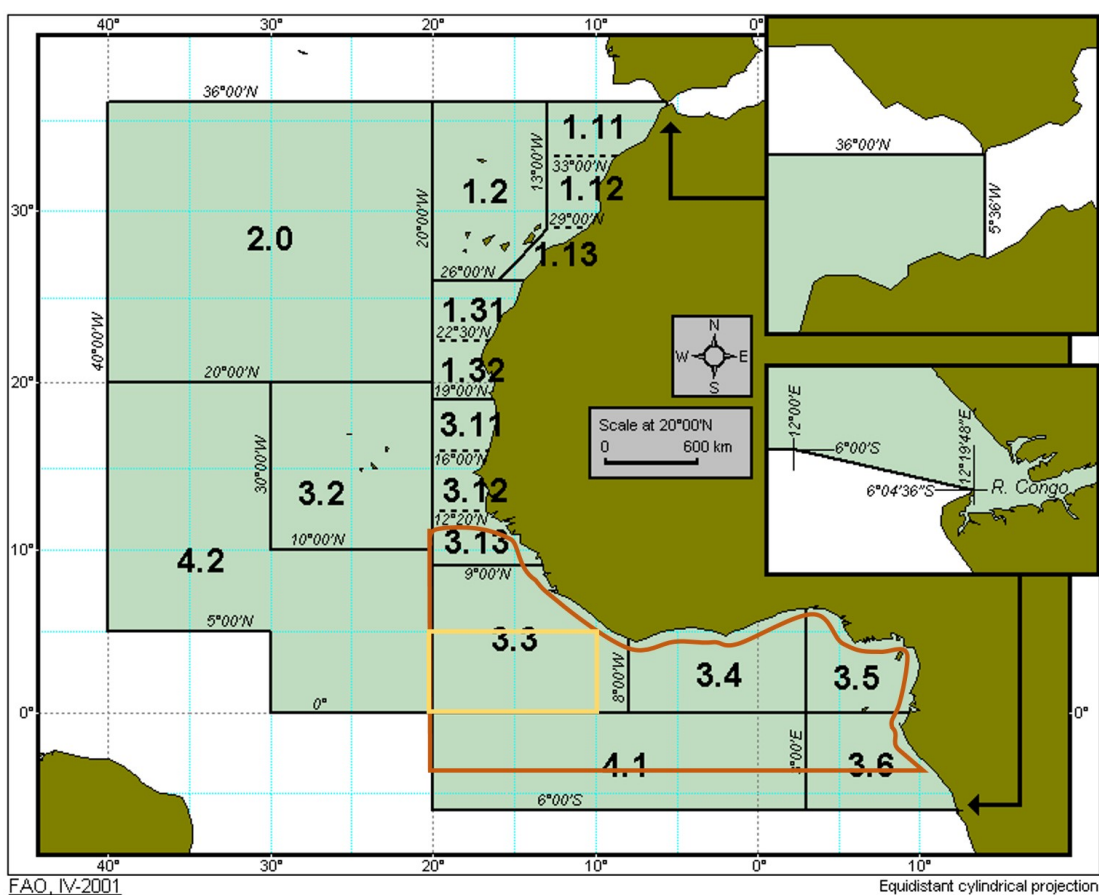 40° 30° 20° 10° 0°
36°00'N
36°00'N
1.11
33°00'N
13°00'W
1.2
1.12
5°36'W
30°
20°00'W
29°00'N
2.0
1.13
26°00'N
1.31
22°30'N
40°00'W
N
W E
S
20°
20°00'N
1.32
19°00'N
12°00'E
Scale at 20°00'N
0 600 km
3.11
16°00'N
30°00'W
6°00'S
12°19'48"E
3.2
3.12
6°04'36"S
R. Congo
12°20'N
3.13
10°
10°00'N
4.2
9°00'N
5°00'N
3.3
8°00'W
3.4
3.5
0°
0°
0°
4.1
3.6
6°00'S
40° 30° 20° 10° 0° 10°
FAO, IV-2001
Equidistant cylindrical projection